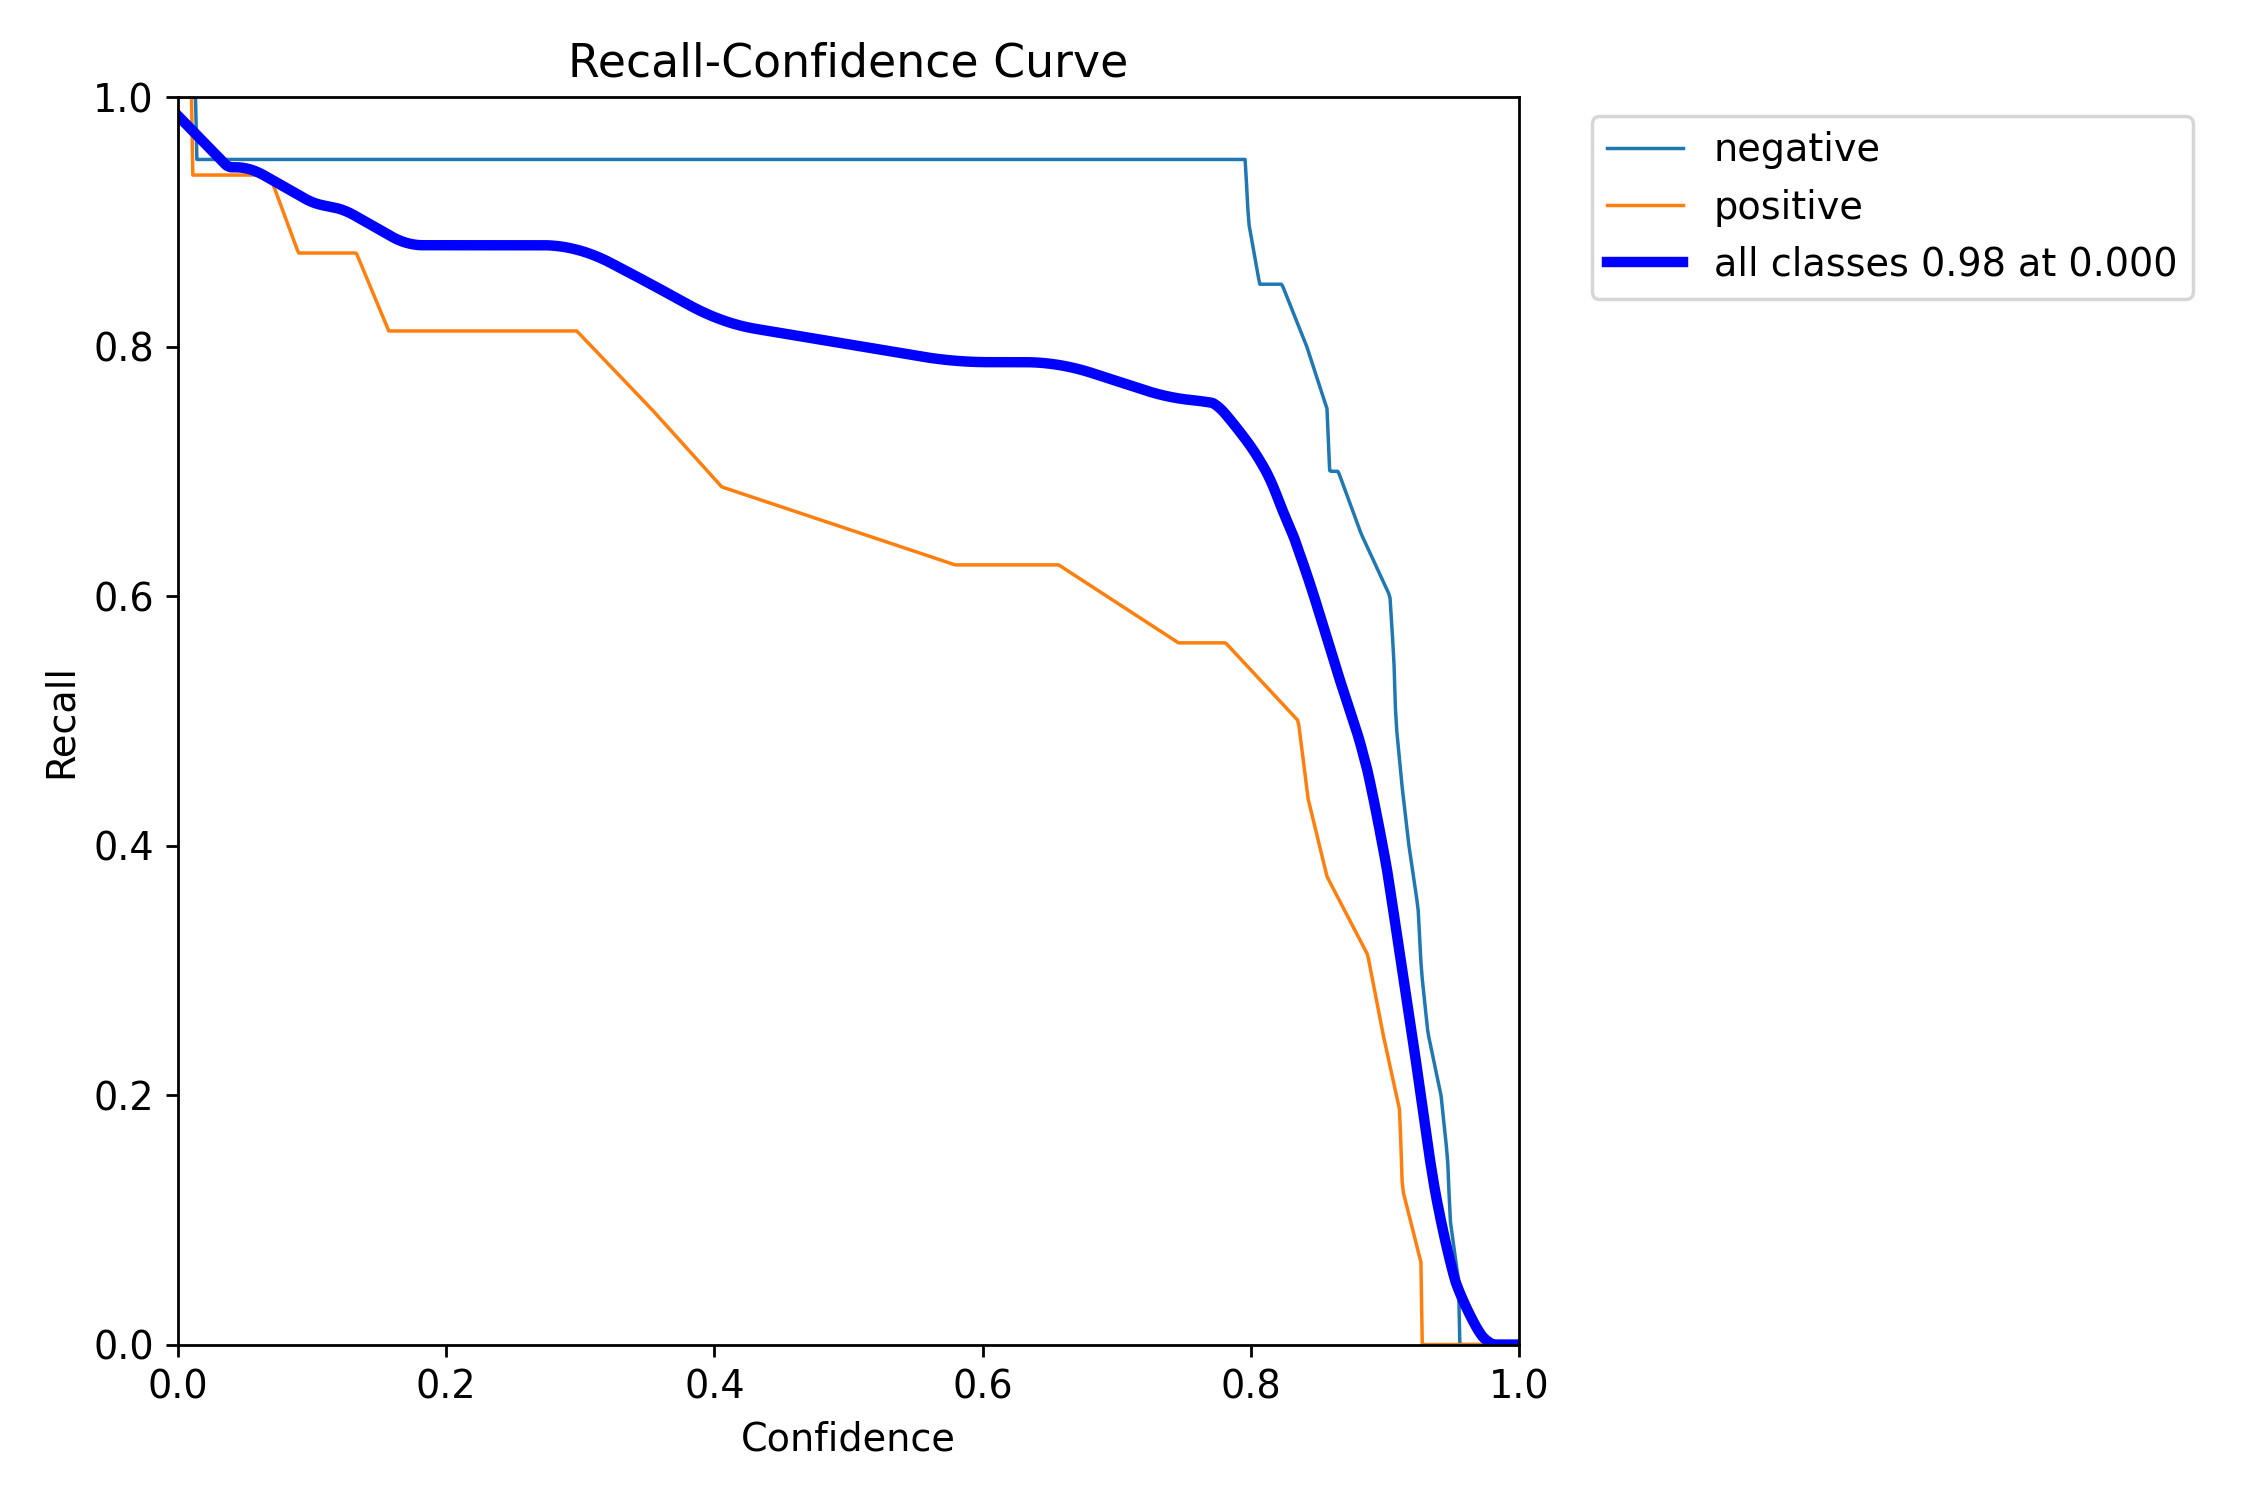 Recall-Confidence Curve
1.0
0.8
0.6
0.4
0.2
0.0
Recall
0.0 0.2 0.4 0.6 0.8 1.0
Confidence
negative
positive
all classes 0.98 at 0.000